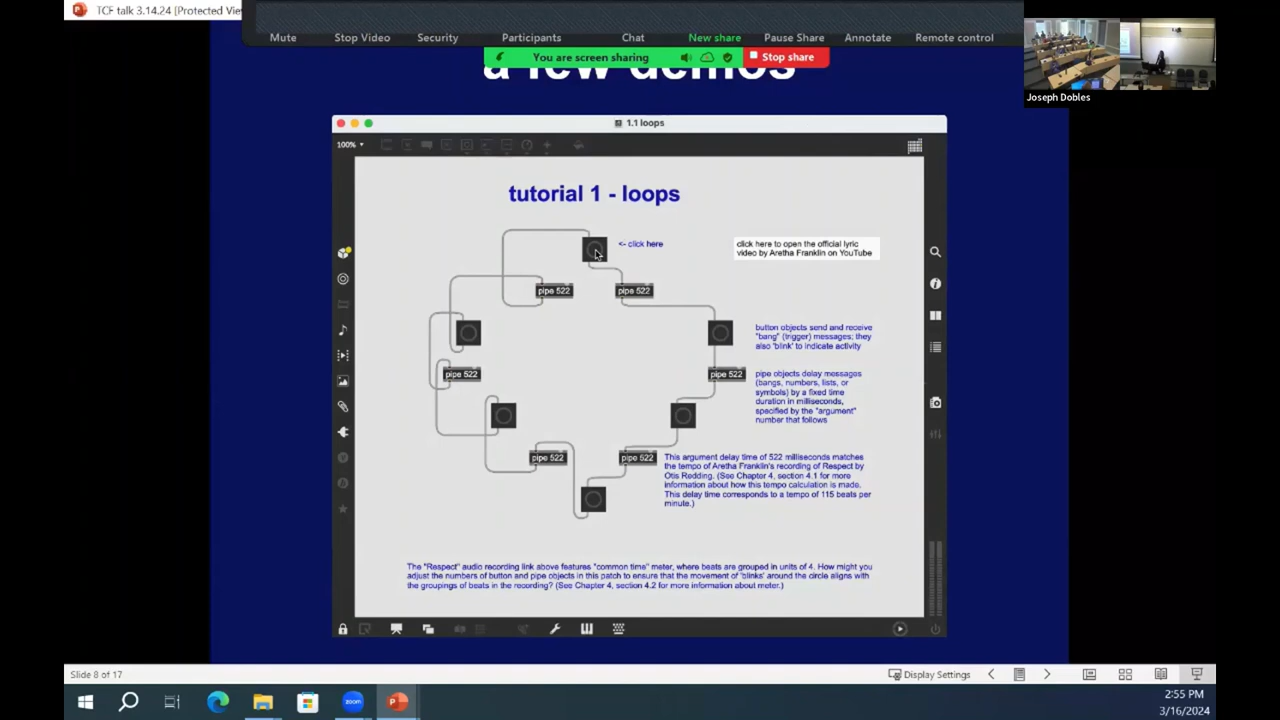 TCF talk 3.14.24 [Protected Vie
Mute
Stop Video
Security
Participants
Chat
New share
Pause Share
Annotate
Remote control
You are screen sharing
Stop share
Joseph Dobles
a few demos
1.1 loops
100%
tutorial 1 - loops
<- click here
click here to open the official lyric
video by Aretha Franklin on YouTube
pipe 522
pipe 522
button objects send and receive
"bang" (trigger) messages; they
also 'blink' to indicate activity
pipe 522
pipe 522
pipe objects delay messages
(bangs, numbers, lists, or
symbols) by a fixed time
duration in milliseconds,
specified by the "argument"
number that follows
pipe 522
pipe 522
This argument delay time of 522 milliseconds matches
the tempo of Aretha Franklin's recording of Respect by
Otis Redding. (See Chapter 4, section 4.1 for more
information about how this tempo calculation is made.
This delay time corresponds to a tempo of 115 beats per
minute.)
The "Respect" audio recording link above features "common time" meter, where beats are grouped in units of 4. How might you
adjust the numbers of button and pipe objects in this patch to ensure that the movement of 'blinks' around the circle aligns with
the groupings of beats in the recording? (See Chapter 4, section 4.2 for more information about meter.)
Slide 8 of 17
Display Settings
zoom
2:55 PM
3/16/2024